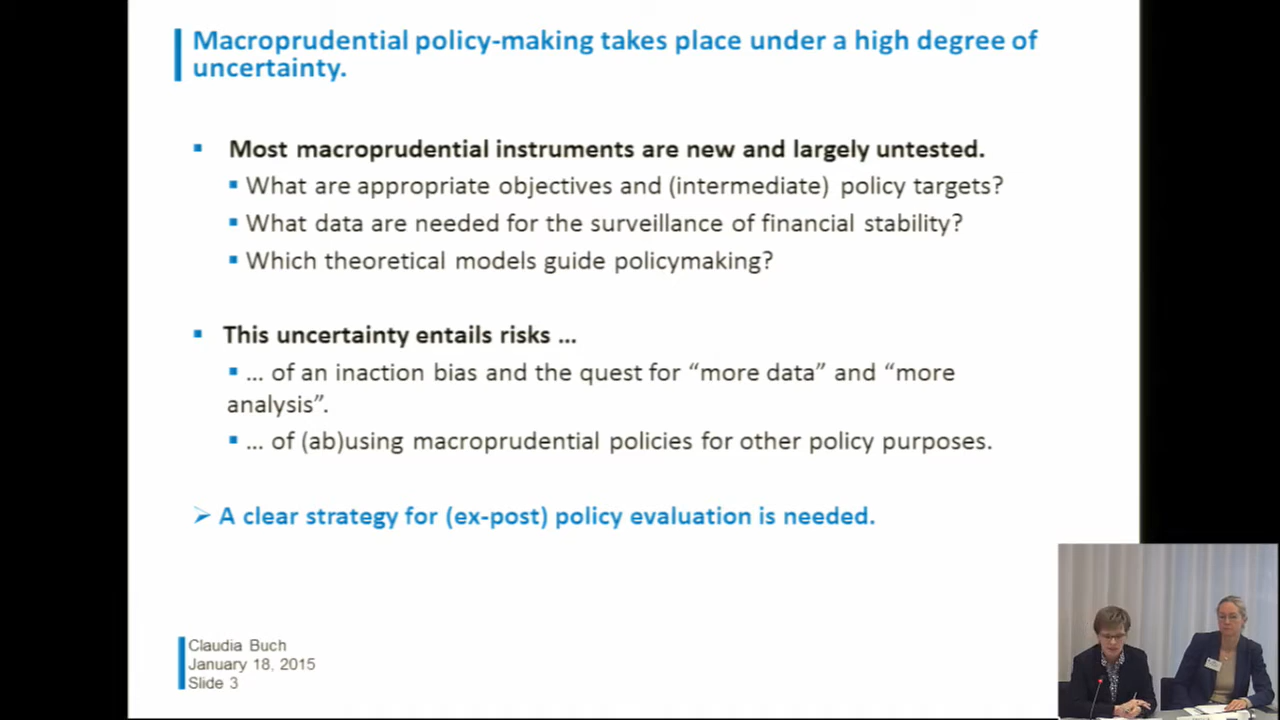 Macroprudential policy-making takes place under a high degree of
uncertainty.
Most macroprudential instruments are new and largely untested.
What are appropriate objectives and (intermediate) policy targets?
What data are needed for the surveillance of financial stability?
Which theoretical models guide policymaking?
This uncertainty entails risks ...
... of an inaction bias and the quest for “more data” and “more
analysis”.
... of (ab)using macroprudential policies for other policy purposes.
A clear strategy for (ex-post) policy evaluation is needed.
Claudia Buch
January 18, 2015
Slide 3